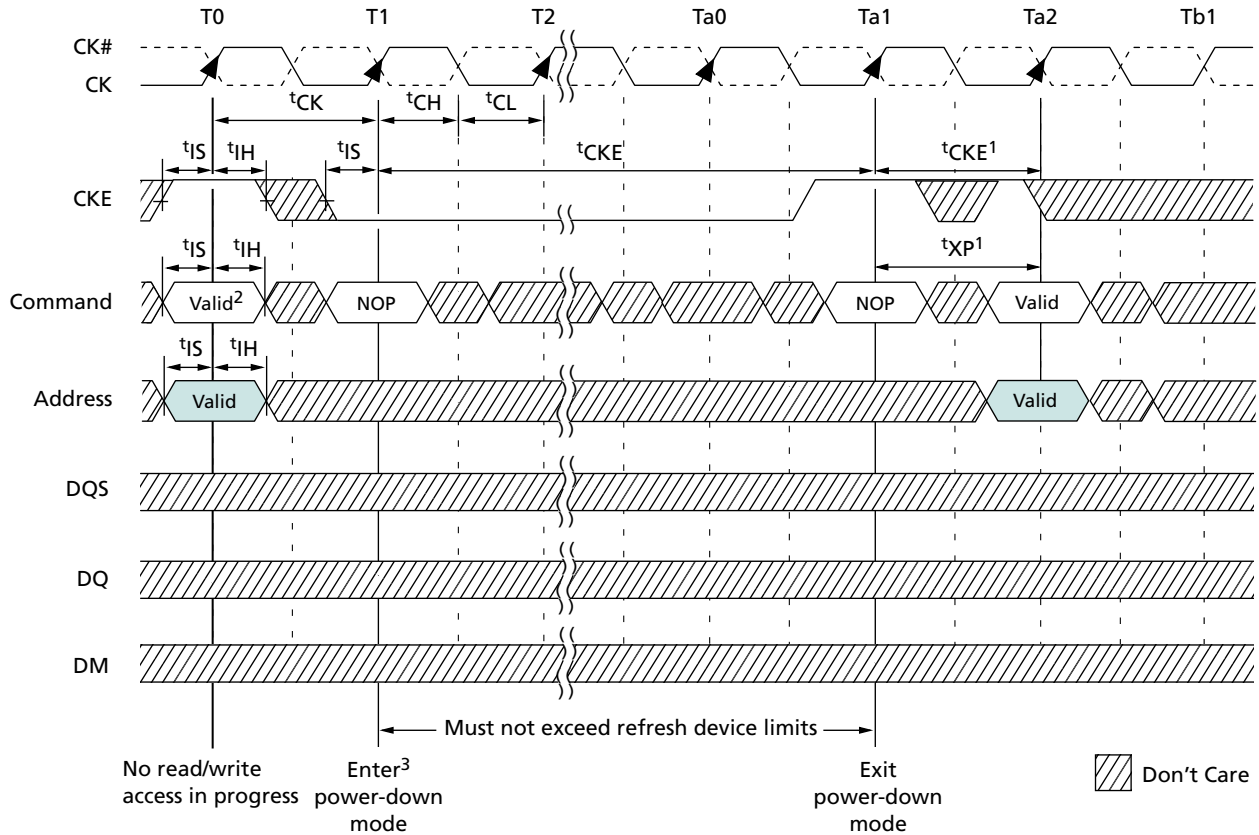 T0 T1 T2 Ta0 Ta1 Ta2 Tb1
CK#
CK
tCK tCH tCL
tIS tIH tIS tCKE tCKE1
CKE
tIS tIH tXP1
Command Valid2 NOP NOP Valid
tIS tIH
Address Valid Valid
DQS
DQ
DM
Must not exceed refresh device limits
No read/write
access in progress
Enter3
power-down
mode
Exit
power-down
mode
Don't Care